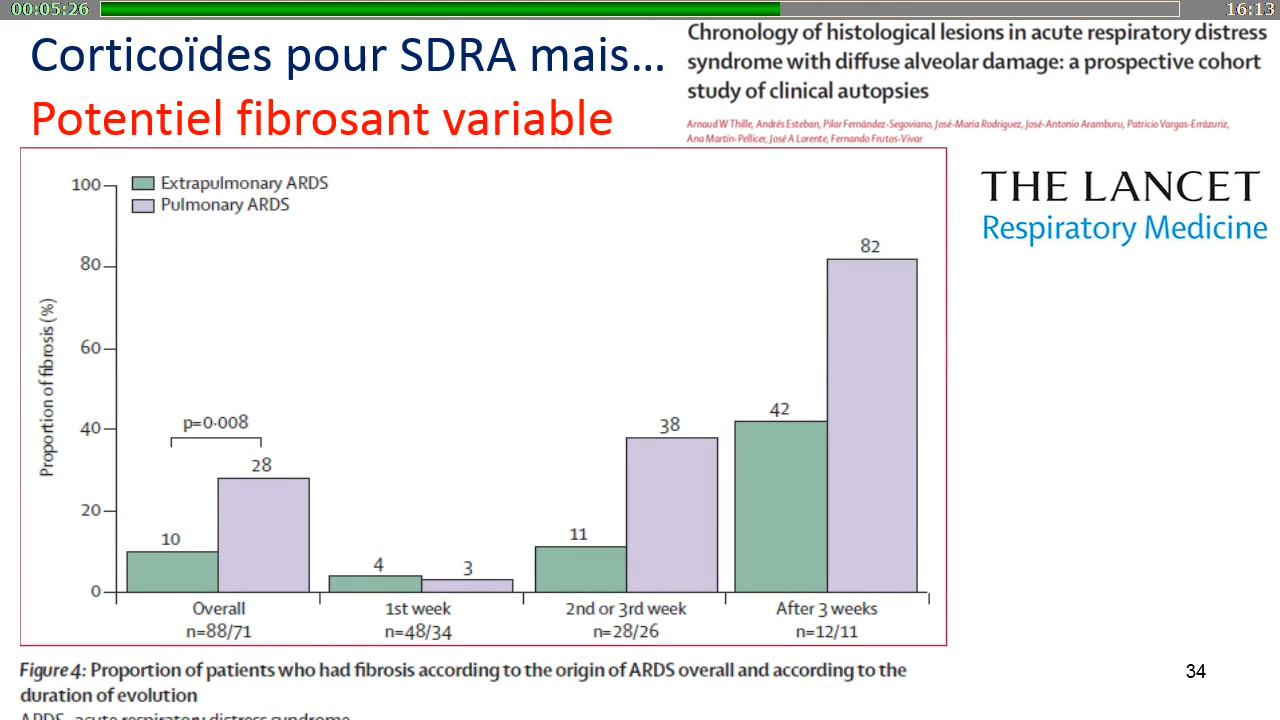 00:05:26
16:13
Corticoïdes pour SDRA mais...
Potentiel fibrosant variable
Chronology of histological lesions in acute respiratory distress
syndrome with diffuse alveolar damage: a prospective cohort
study of clinical autopsies
Arnaud W Thille, Andrés Esteban, Pilar Fernández-Segoviano, José-María Rodriguez, José-Antonio Aramburu, Patricio Vargas-Errázuriz,
Ana Martín-Pellicer, José A Lorente, Fernando Frutos-Vivar
THE LANCET
Respiratory Medicine
Extrapulmonary ARDS
Pulmonary ARDS
Proportion of fibrosis (%)
100
80
60
40
20
0
p=0·008
10
28
4
3
11
38
42
82
Overall
n=88/71
1st week
n=48/34
2nd or 3rd week
n=28/26
After 3 weeks
n=12/11
Figure 4: Proportion of patients who had fibrosis according to the origin of ARDS overall and according to the
duration of evolution
ARDS=acute respiratory distress syndrome
34